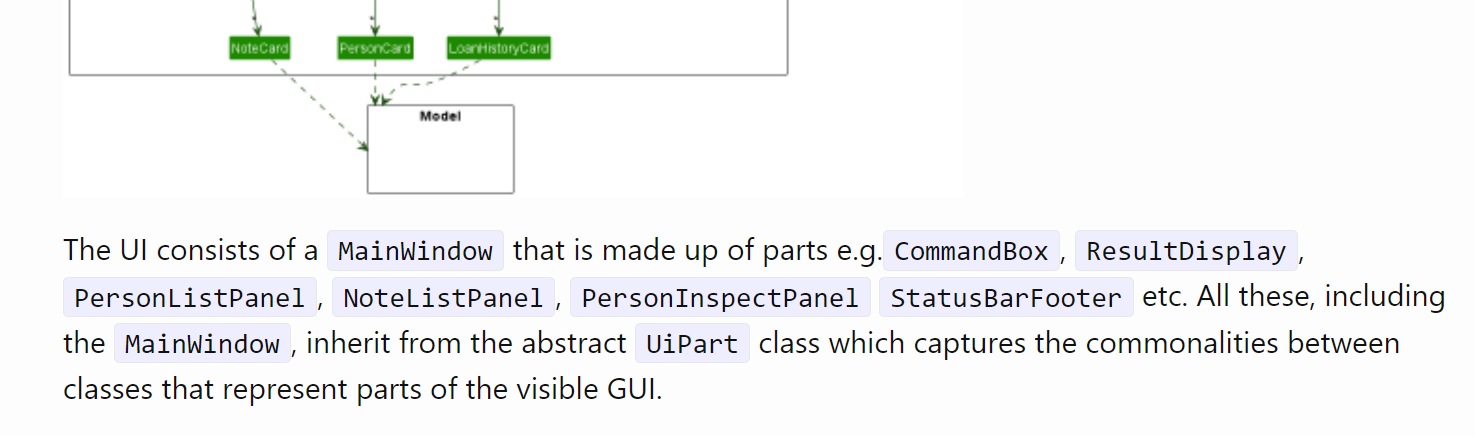 NoteCard PersonCard LoanHistoryCard
Model
The UI consists of a MainWindow that is made up of parts e.g. CommandBox , ResultDisplay ,
PersonListPanel , NoteListPanel , PersonInspectPanel StatusBarFooter etc. All these, including
the MainWindow , inherit from the abstract UiPart class which captures the commonalities between
classes that represent parts of the visible GUI.